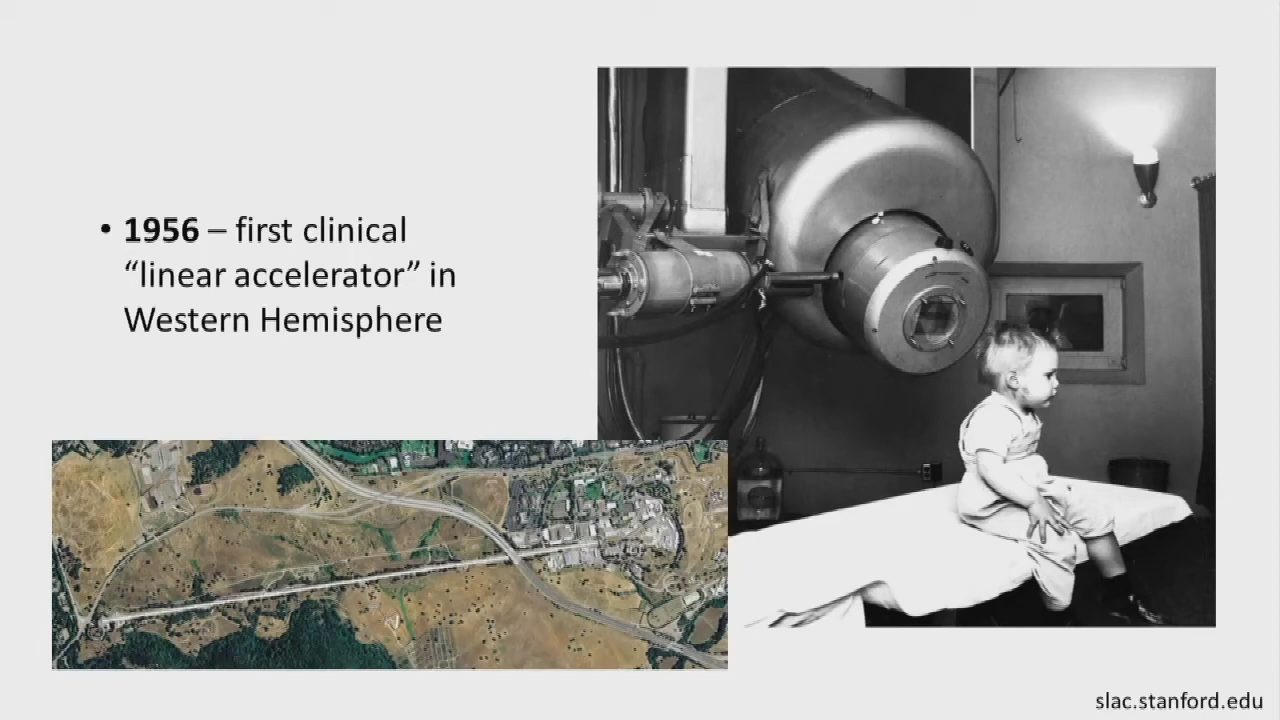 • 1956 – first clinical
“linear accelerator” in
Western Hemisphere
slac.stanford.edu